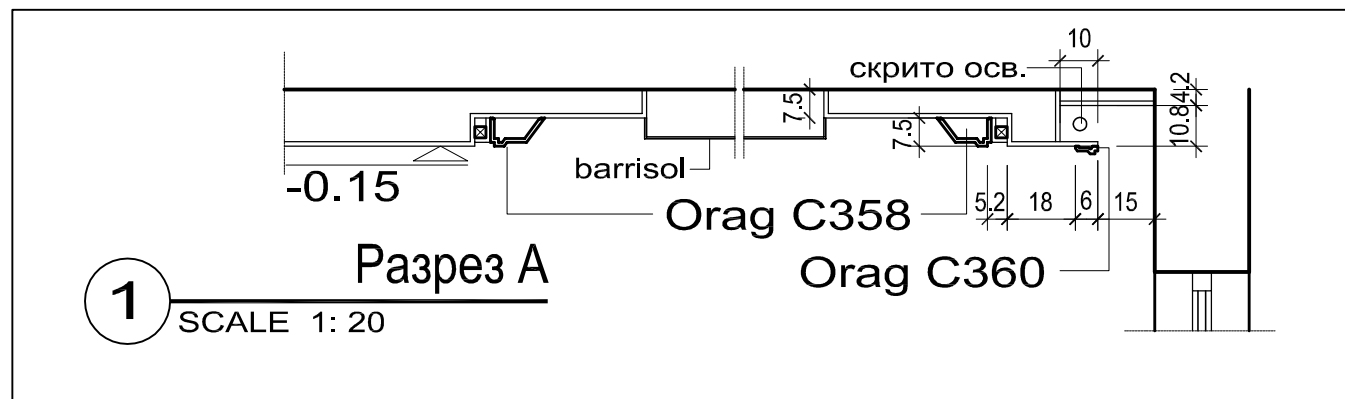 10
скрито осв.
4.2
7.5
7.5
10.8
barrisol
-0.15
5.2 18 6 15
Orag C358
Разрез А
Orag C360
1
SCALE 1: 20